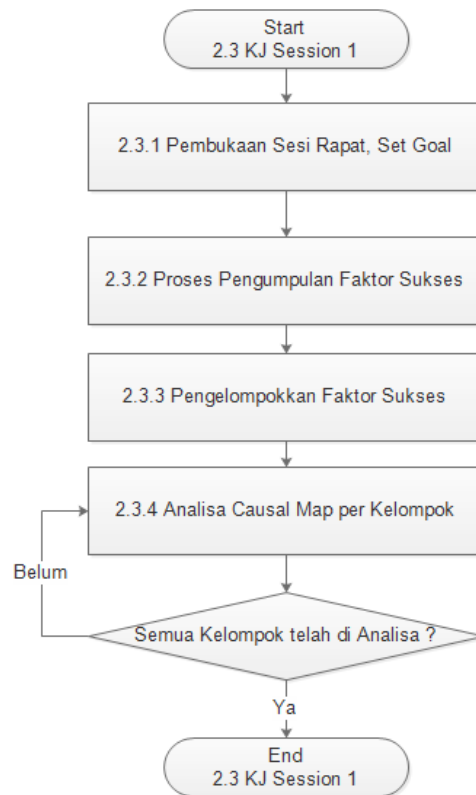 Start
2.3 KJ Session 1
2.3.1 Pembukaan Sesi Rapat, Set Goal
2.3.2 Proses Pengumpulan Faktor Sukses
2.3.3 Pengelompokkan Faktor Sukses
2.3.4 Analisa Causal Map per Kelompok
Belum
Semua Kelompok telah di Analisa ?
Ya
End
2.3 KJ Session 1